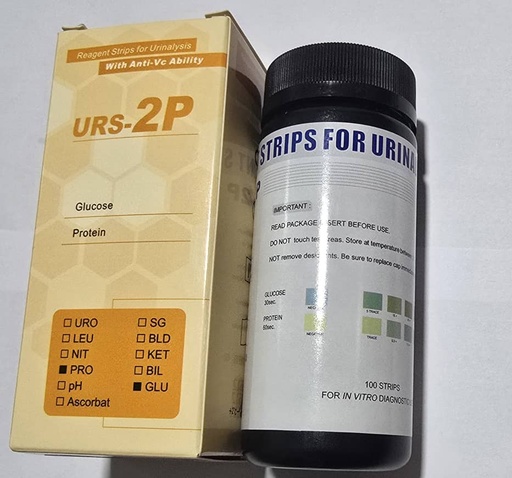 Reagent Strips for Urinalysis
With Anti-Vc Ability
URS-2P
Glucose
Protein
URO
LEU
NIT
PRO
pH
Ascorbat
SG
BLD
KET
BIL
GLU
STRIPS FOR URINA
IMPORTANT:
READ PACKAGE INSERT BEFORE USE.
DO NOT touch test areas. Store at temperature between
NOT remove desiccants. Be sure to replace cap
GLUCOSE
30sec.
PROTEIN
60sec.
TRACE
100 STRIPS
FOR IN VITRO DIAGNOSTIC